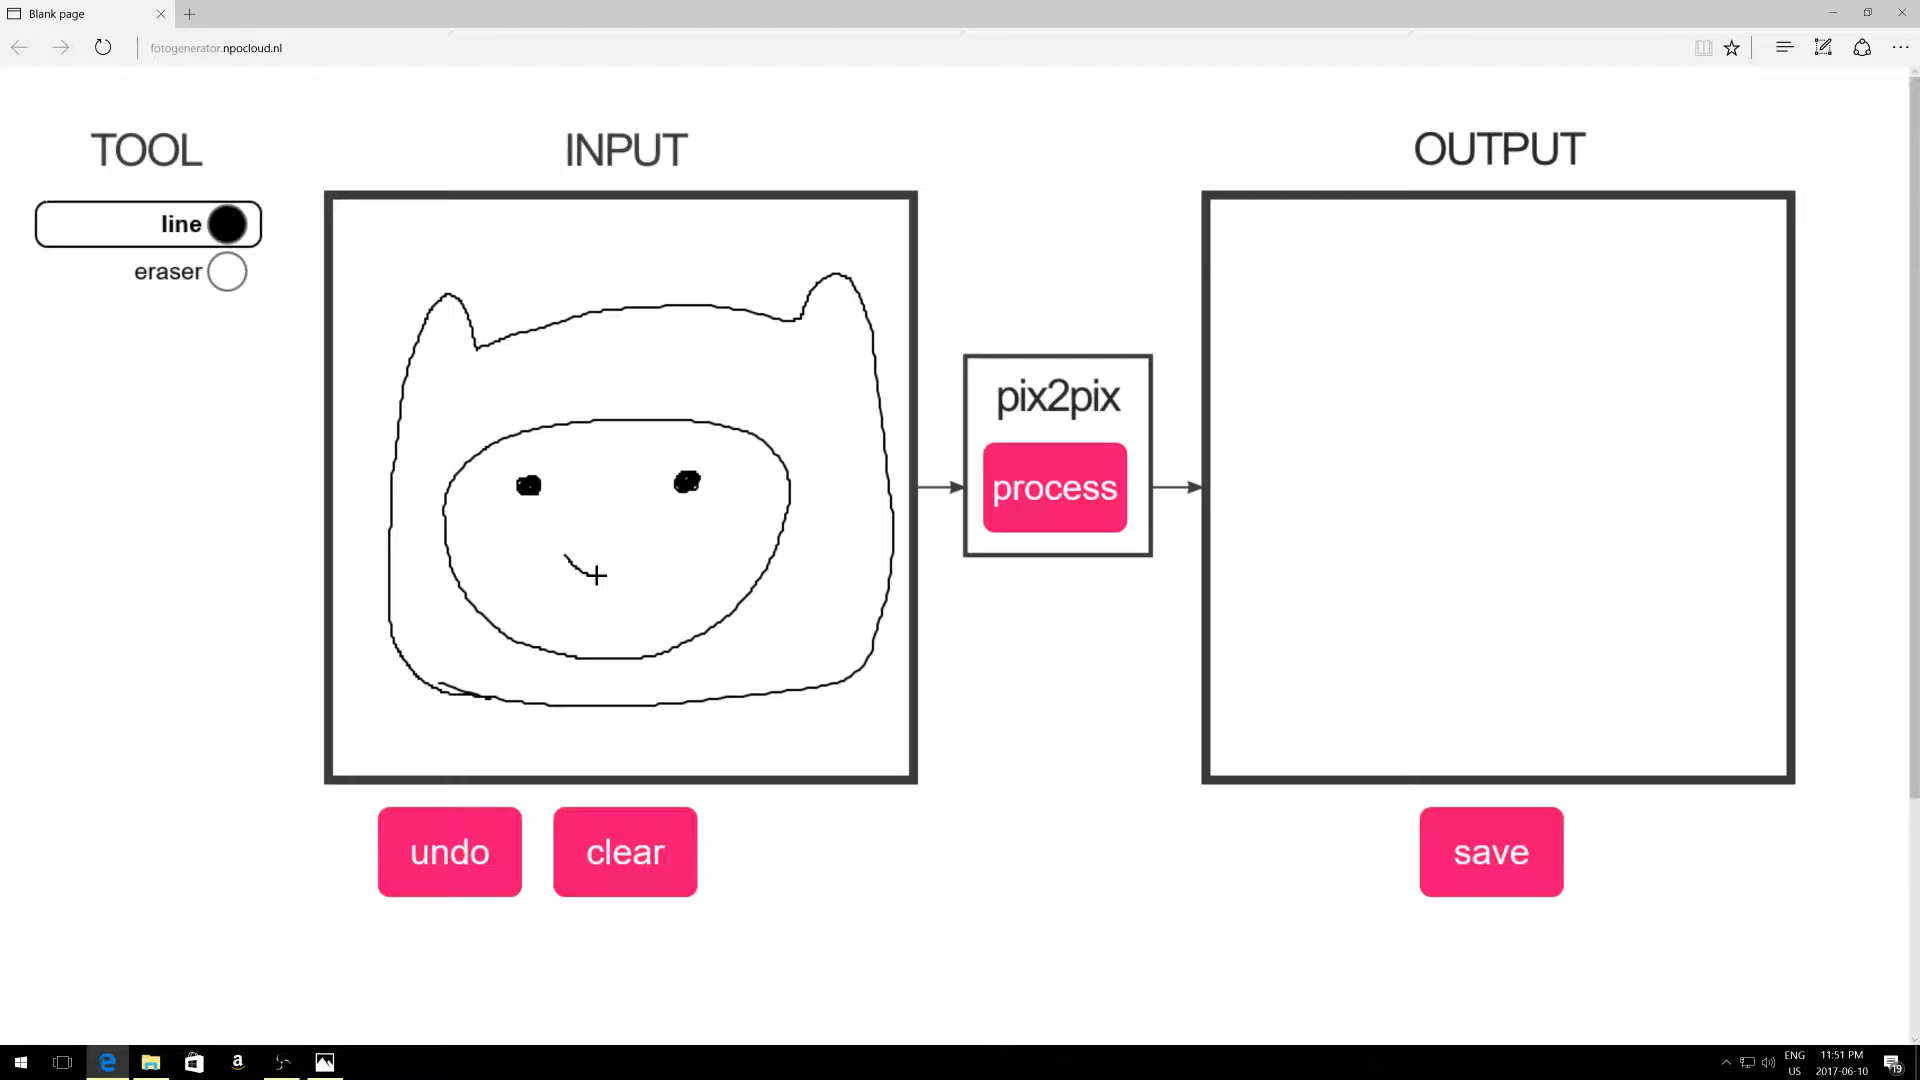 Blank page
fotogenerator.npocloud.nl
TOOL
INPUT
OUTPUT
line
eraser
pix2pix
process
undo
clear
save
ENG
US
11:51 PM
2017-06-10
19